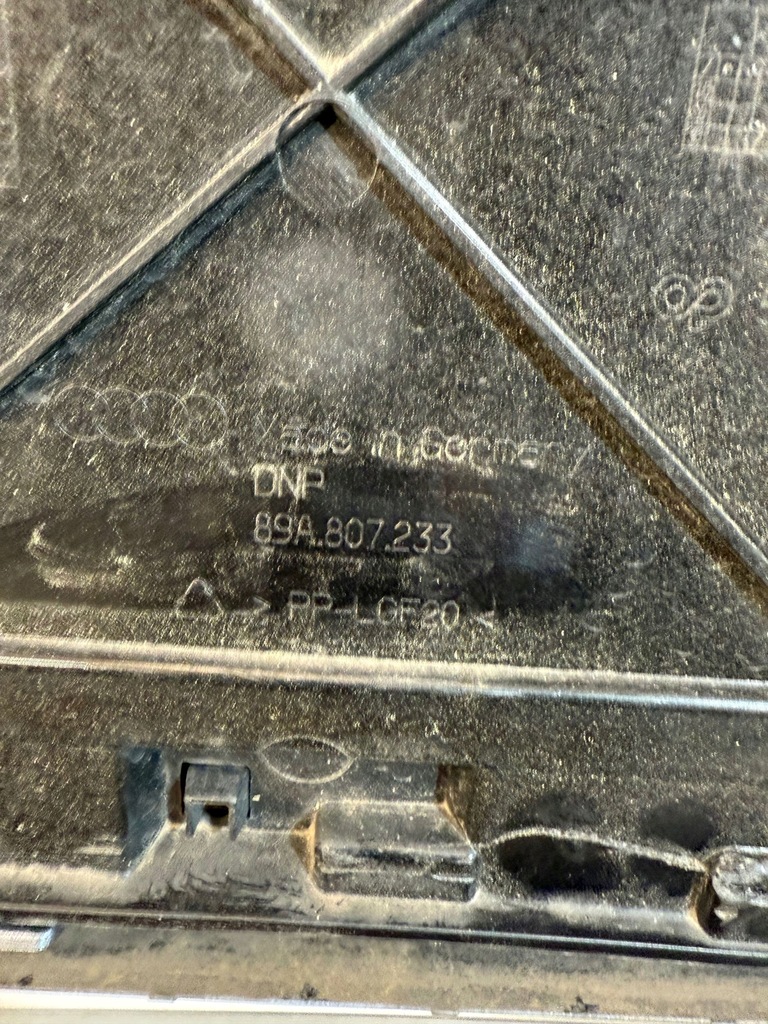 Made in Germany
DNP
89A.807.233
> PP-LGF20 <